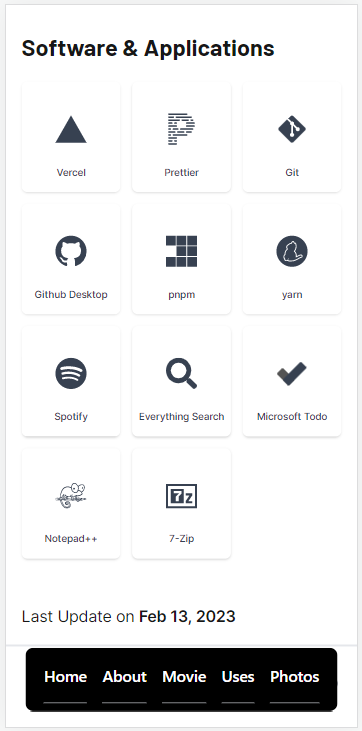 Software & Applications
Vercel Prettier Git
Github Desktop pnpm yarn
Spotify Everything Search Microsoft Todo
7z
Notepad++ 7-Zip
Last Update on Feb 13, 2023
Home About Movie Uses Photos